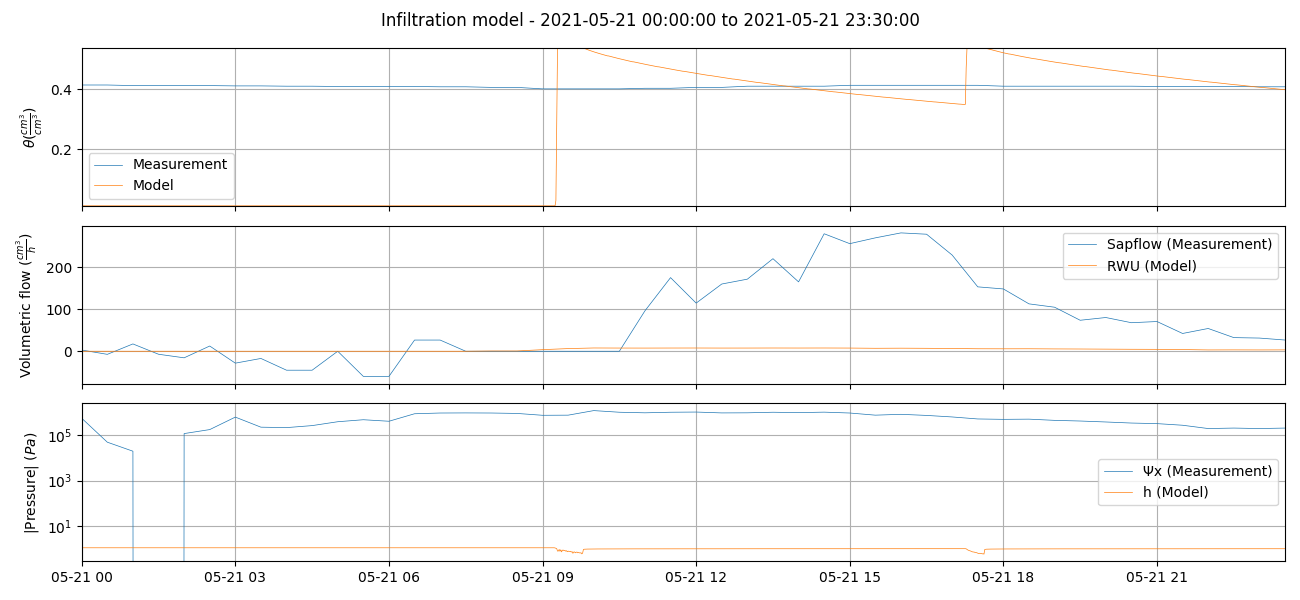 Infiltration model - 2021-05-21 00:00:00 to 2021-05-21 23:30:00
θ(cm³/cm³)
0.4
0.2
Measurement
Model
Volumetric flow (cm³/h)
200
100
0
Sapflow (Measurement)
RWU (Model)
|Pressure| (Pa)
10⁵
10³
10¹
Ψx (Measurement)
h (Model)
05-21 00 05-21 03 05-21 06 05-21 09 05-21 12 05-21 15 05-21 18 05-21 21